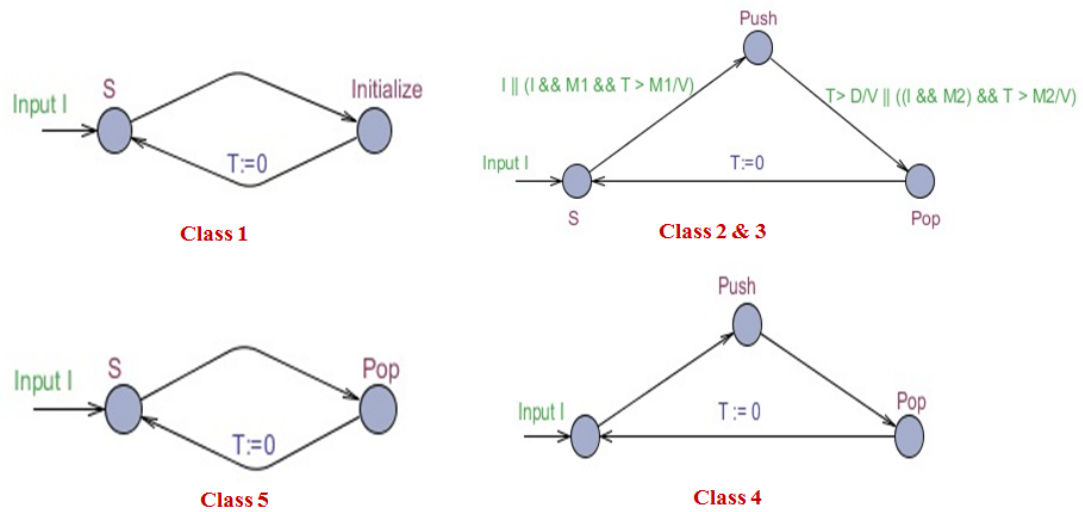 S
Initialize
Input I
T:=0
Class 1
Push
I || (I && M1 && T > M1/V)
T> D/V || ((I && M2) && T > M2/V)
Input I
T:=0
S
Pop
Class 2 & 3
S
Pop
Input I
T:=0
Class 5
Push
Input I
T := 0
Pop
Class 4